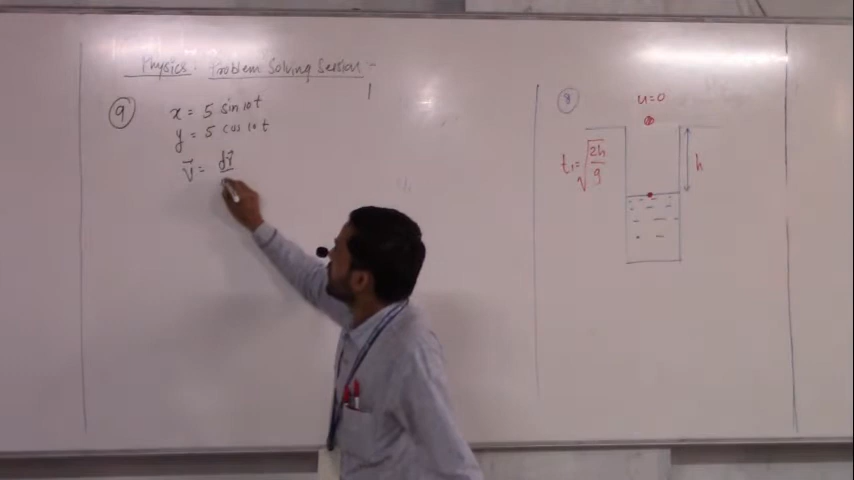 Physics: Problem Solving Session -
1
9
x = 5 sin 10t
y = 5 cos 10t
v⃗ = dr⃗
8
u=0
t₁=√2h/g
h